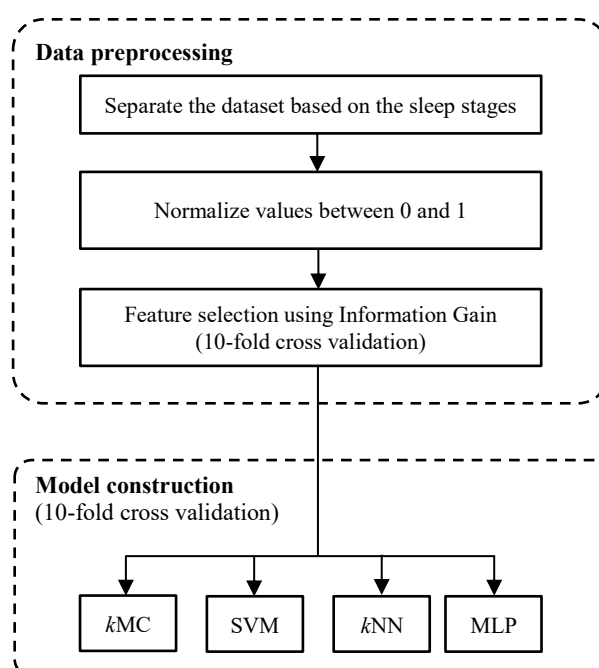 Data preprocessing
Separate the dataset based on the sleep stages
Normalize values between 0 and 1
Feature selection using Information Gain
(10-fold cross validation)
Model construction
(10-fold cross validation)
kMC
SVM
kNN
MLP